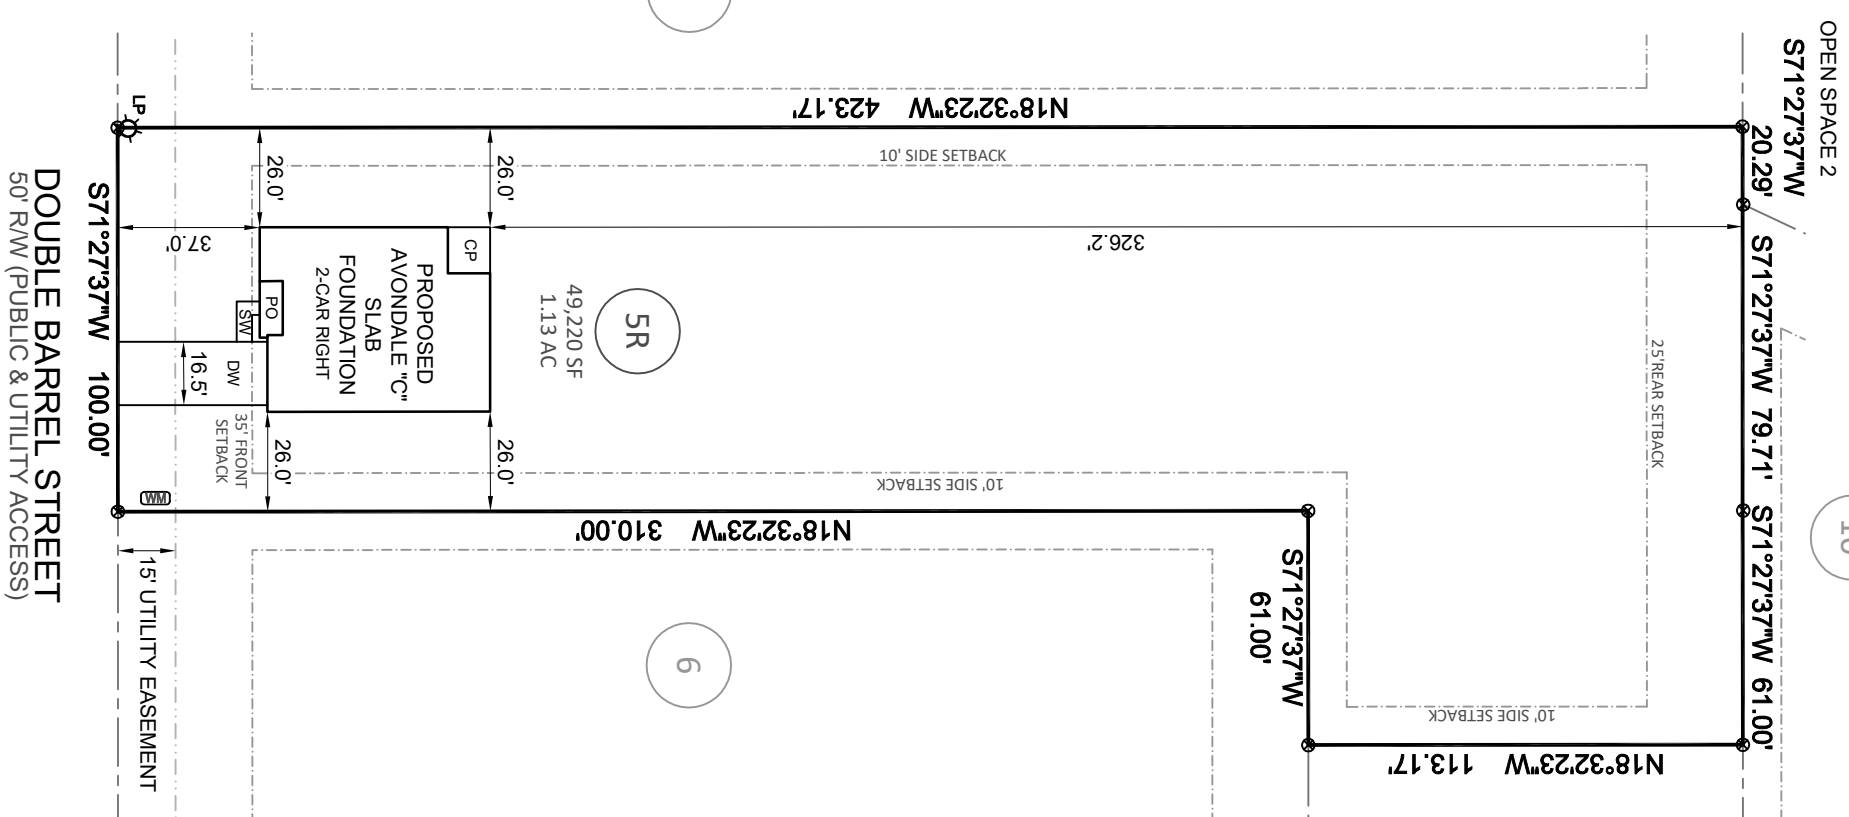 OPEN SPACE 2
S71°27'37"W
20.29'
S71°27'37"W 79.71'
S71°27'37"W 61.00'
N18°32'23"W 423.17'
10' SIDE SETBACK
LP
26.0'
26.0'
37.0'
326.2'
CP
PROPOSED
AVONDALE "C"
SLAB
FOUNDATION
2-CAR RIGHT
PO
SW
DW
16.5'
5R
49,220 SF
1.13 AC
25'REAR SETBACK
35' FRONT
SETBACK
26.0'
26.0'
10' SIDE SETBACK
WM
N18°32'23"W 310.00'
S71°27'37"W
61.00'
10' SIDE SETBACK
N18°32'23"W 113.17'
S71°27'37"W 100.00'
DOUBLE BARREL STREET
50' R/W (PUBLIC & UTILITY ACCESS)
15' UTILITY EASEMENT
6